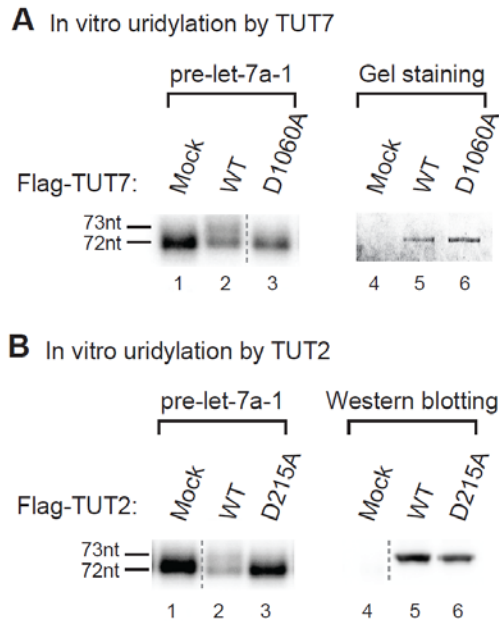 A In vitro uridylation by TUT7
pre-let-7a-1 Gel staining
Flag-TUT7: Mock WT D1060A Mock WT D1060A
73nt
72nt
1 2 3 4 5 6
B In vitro uridylation by TUT2
pre-let-7a-1 Western blotting
Flag-TUT2: Mock WT D215A Mock WT D215A
73nt
72nt
1 2 3 4 5 6